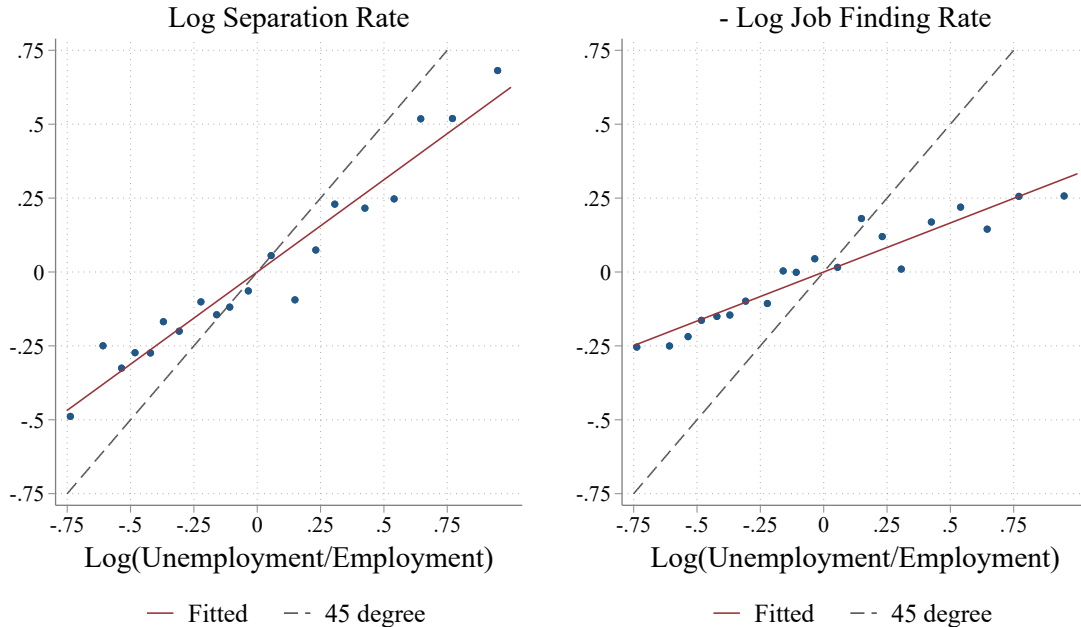 Log Separation Rate
.75
.5
.25
0
-.25
-.5
-.75
-.75 -.5 -.25 0 .25 .5 .75
Log(Unemployment/Employment)
Fitted 45 degree
- Log Job Finding Rate
.75
.5
.25
0
-.25
-.5
-.75
-.75 -.5 -.25 0 .25 .5 .75
Log(Unemployment/Employment)
Fitted 45 degree